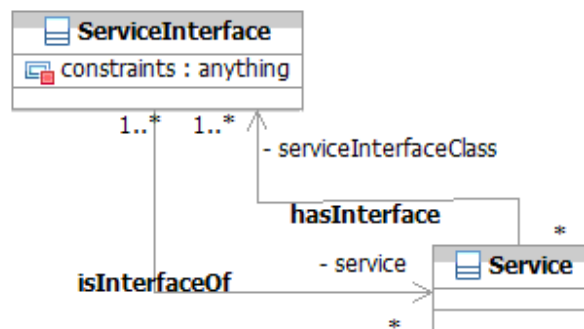 ServiceInterface
constraints : anything
1..* 1..*
- serviceInterfaceClass
hasInterface
*
- service
Service
isInterfaceOf
*